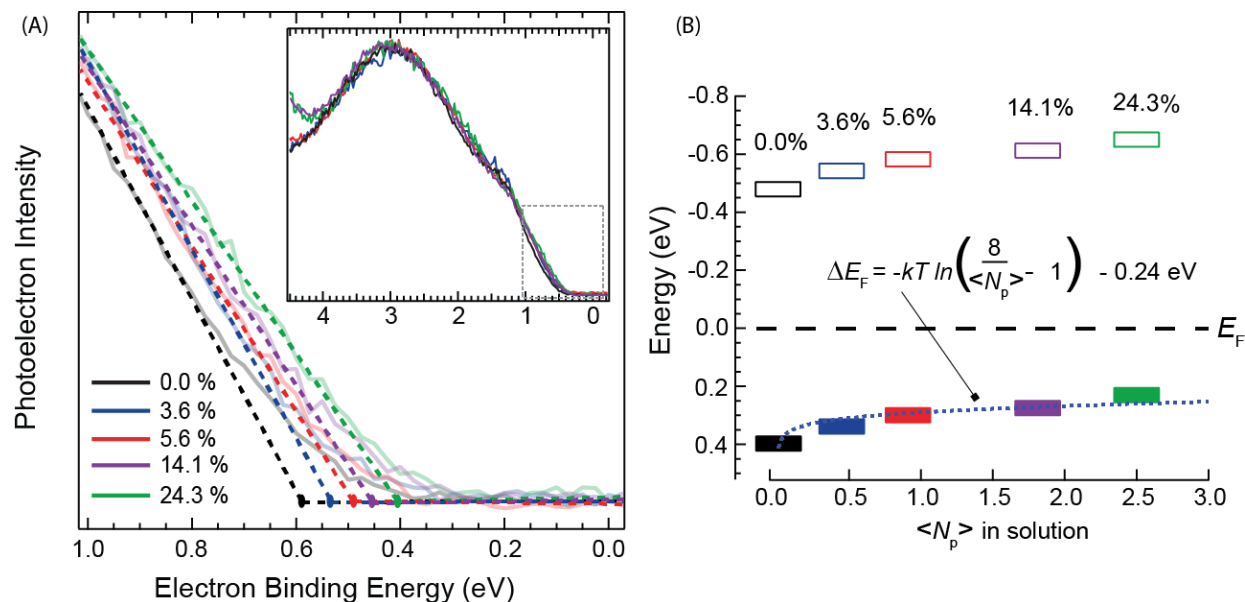 (A)
Photoelectron Intensity
4 3 2 1 0
0.0 %
3.6 %
5.6 %
14.1 %
24.3 %
1.0 0.8 0.6 0.4 0.2 0.0
Electron Binding Energy (eV)
(B)
Energy (eV)
-0.8
-0.6
-0.4
-0.2
0.0
0.2
0.4
0.0% 3.6% 5.6% 14.1% 24.3%
ΔE_F = -kT ln(8/<N_p> - 1) - 0.24 eV
E_F
0.0 0.5 1.0 1.5 2.0 2.5 3.0
<N_p> in solution